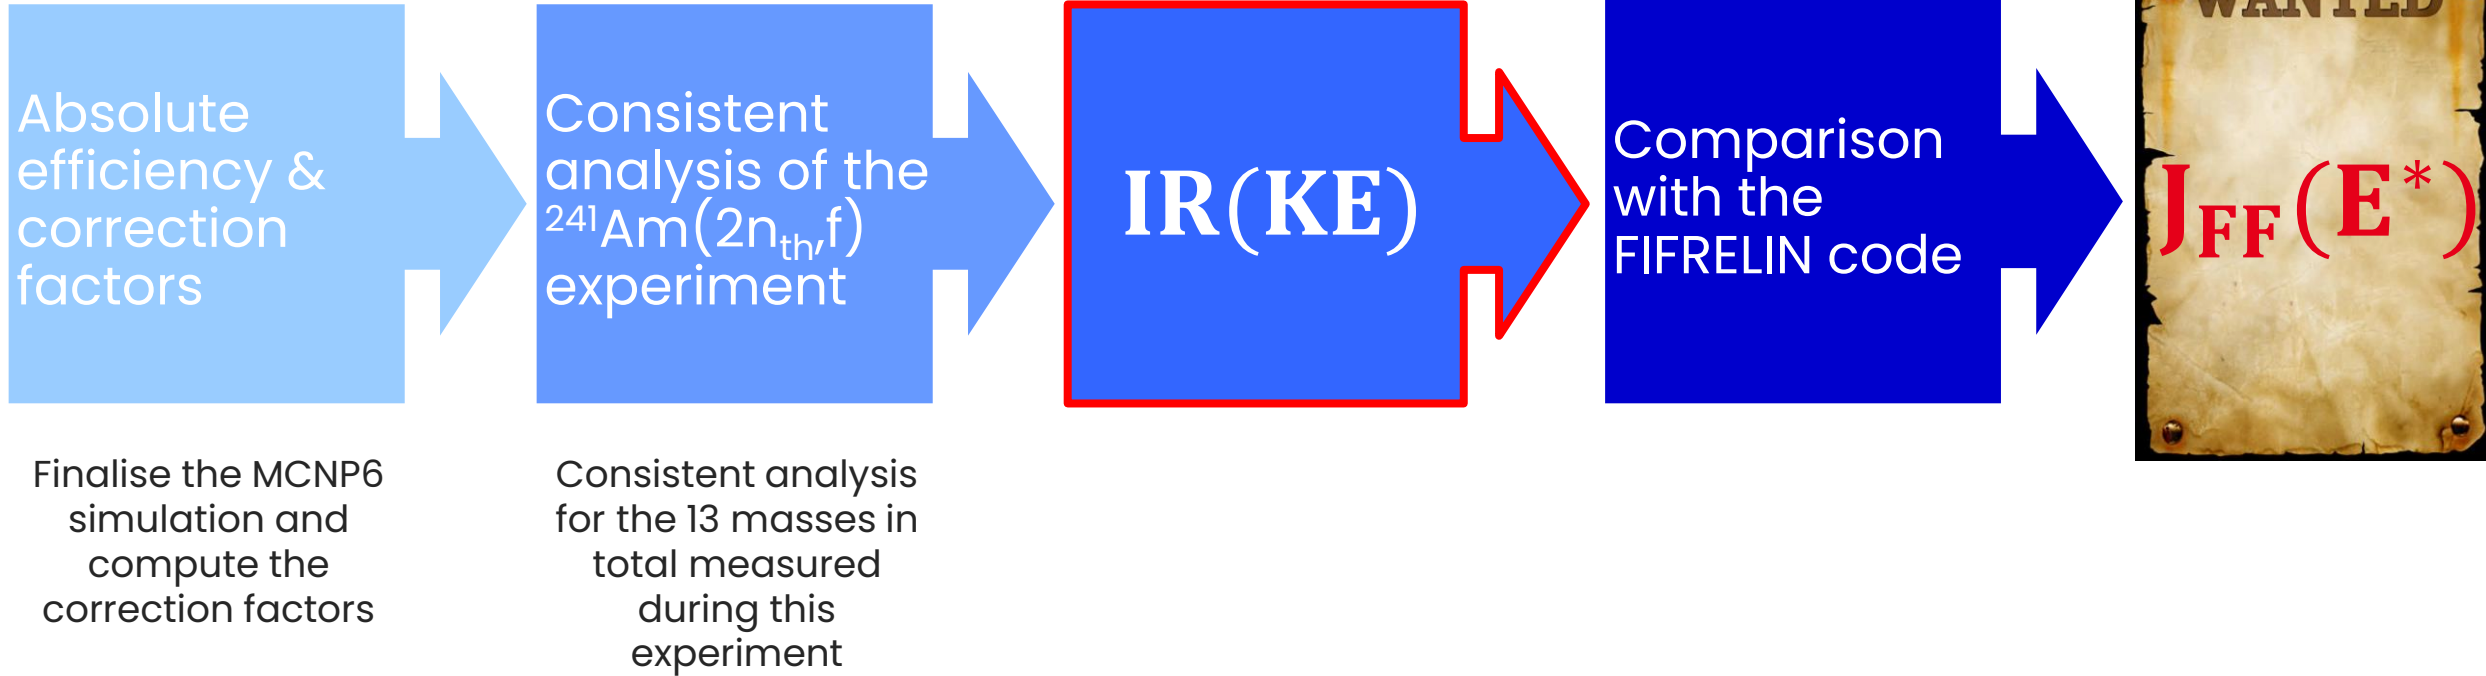 Absolute
efficiency &
correction
factors
Consistent
analysis of the
²⁴¹Am(2nₜₕ,f)
experiment
IR(KE)
Comparison
with the
FIFRELIN code
WANTED
J_FF(E*)
Finalise the MCNP6
simulation and
compute the
correction factors
Consistent analysis
for the 13 masses in
total measured
during this
experiment